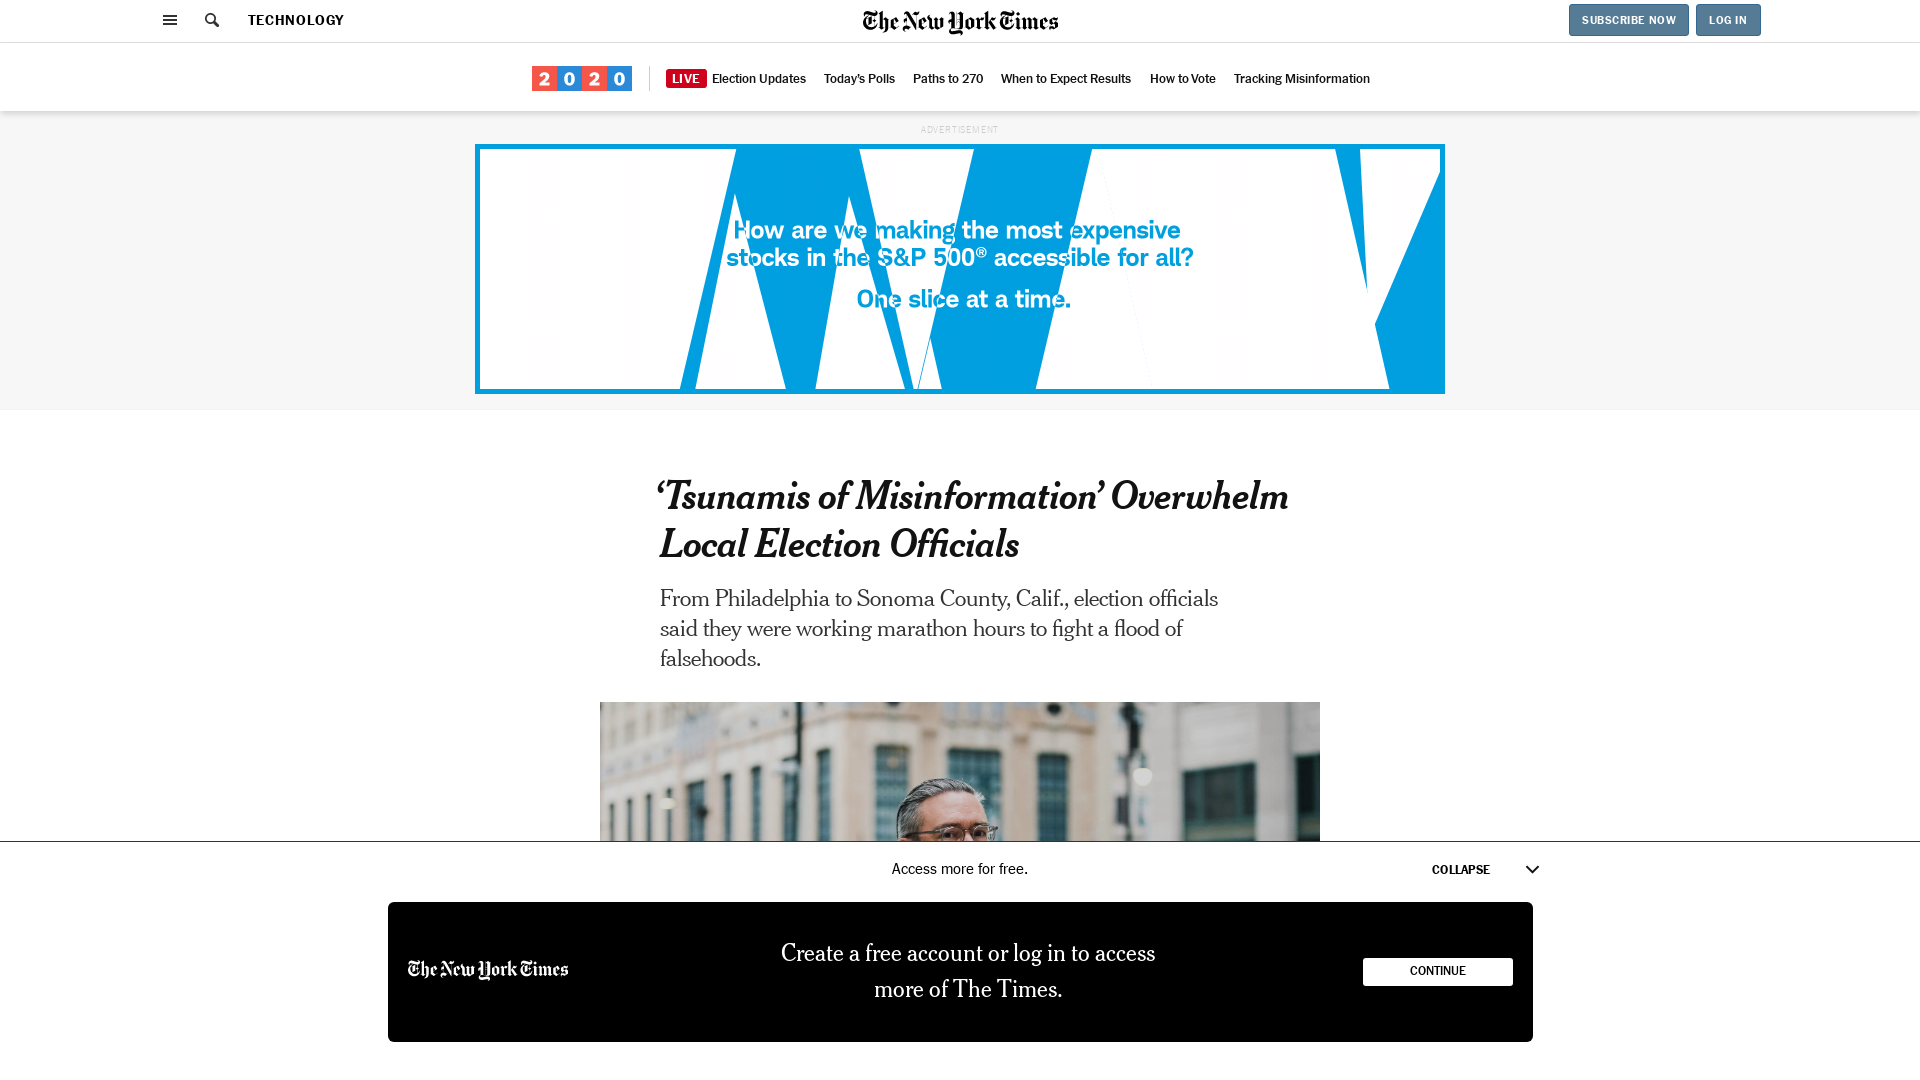 TECHNOLOGY
The New York Times
SUBSCRIBE NOW
LOG IN
2020
LIVE Election Updates
Today's Polls
Paths to 270
When to Expect Results
How to Vote
Tracking Misinformation
ADVERTISEMENT
How are we making the most expensive
stocks in the S&P 500® accessible for all?
One slice at a time.
‘Tsunamis of Misinformation’ Overwhelm
Local Election Officials
From Philadelphia to Sonoma County, Calif., election officials
said they were working marathon hours to fight a flood of
falsehoods.
Access more for free.
COLLAPSE
The New York Times
Create a free account or log in to access
more of The Times.
CONTINUE